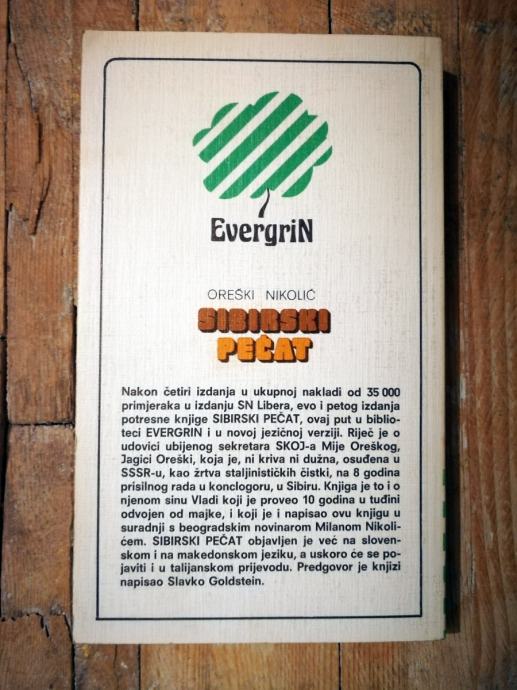 EvergriN
OREŠKI NIKOLIĆ
SIBIRSKI
PEČAT
Nakon četiri izdanja u ukupnoj nakladi od 35 000
primjeraka u izdanju SN Libera, evo i petog izdanja
potresne knjige SIBIRSKI PEČAT, ovaj put u biblio-
teci EVERGRIN i u novoj jezičnoj verziji. Riječ je o
udovici ubijenog sekretara SKOJ-a Mije Oreškog,
Jagici Oreški, koja je, ni kriva ni dužna, osuđena u
SSSR-u, kao žrtva staljinističkih čistki, na 8 godina
prisilnog rada u konclogoru, u Sibiru. Knjiga je to i o
njenom sinu Vladi koji je proveo 10 godina u tuđini
odvojen od majke, i koji je i napisao ovu knjigu u
suradnji s beogradskim novinarom Milanom Nikoli-
ćem. SIBIRSKI PEČAT objavljen je već na sloven-
skom i na makedonskom jeziku, a uskoro će se po-
javiti i u talijanskom prijevodu. Predgovor je knjizi
napisao Slavko Goldstein.